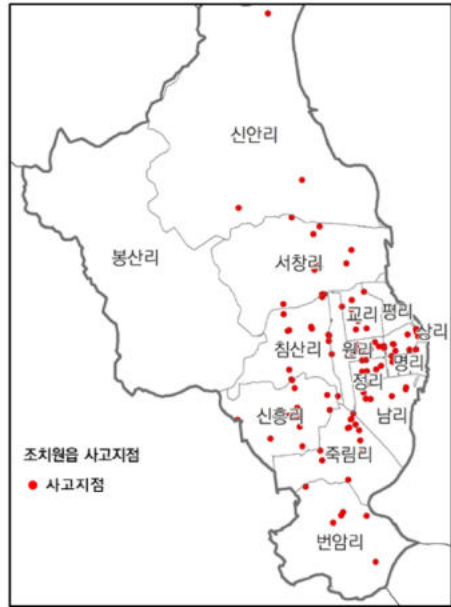 신안리
봉산리
서창리
교리
평리
상리
침산리
원리
명리
정리
신흥리
남리
죽림리
조치원읍 사고지점
사고지점
번암리